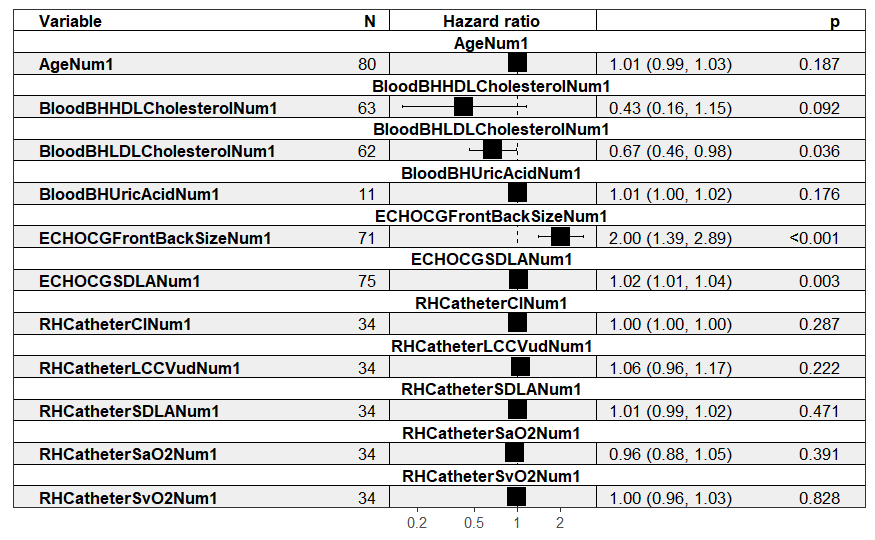 Variable N Hazard ratio p
AgeNum1
AgeNum1 80 1.01 (0.99, 1.03) 0.187
BloodBHHDLCholesterolNum1
BloodBHHDLCholesterolNum1 63 0.43 (0.16, 1.15) 0.092
BloodBHLDLCholesterolNum1
BloodBHLDLCholesterolNum1 62 0.67 (0.46, 0.98) 0.036
BloodBHUricAcidNum1
BloodBHUricAcidNum1 11 1.01 (1.00, 1.02) 0.176
ECHOCGFrontBackSizeNum1
ECHOCGFrontBackSizeNum1 71 2.00 (1.39, 2.89) <0.001
ECHOCGSDLANum1
ECHOCGSDLANum1 75 1.02 (1.01, 1.04) 0.003
RHCatheterCINum1
RHCatheterCINum1 34 1.00 (1.00, 1.00) 0.287
RHCatheterLCCVudNum1
RHCatheterLCCVudNum1 34 1.06 (0.96, 1.17) 0.222
RHCatheterSDLANum1
RHCatheterSDLANum1 34 1.01 (0.99, 1.02) 0.471
RHCatheterSaO2Num1
RHCatheterSaO2Num1 34 0.96 (0.88, 1.05) 0.391
RHCatheterSvO2Num1
RHCatheterSvO2Num1 34 1.00 (0.96, 1.03) 0.828
0.2 0.5 1 2